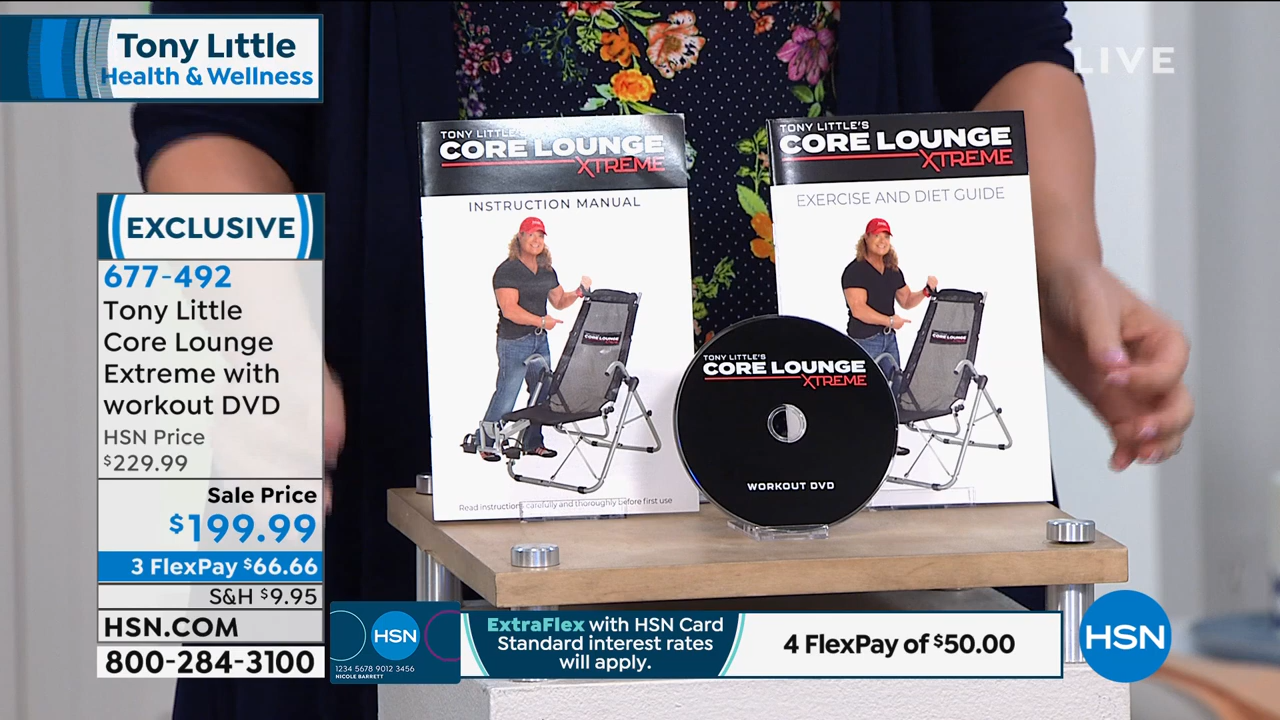 Tony Little
Health & Wellness
LIVE
EXCLUSIVE
677-492
Tony Little
Core Lounge
Extreme with
workout DVD
HSN Price
$229.99
Sale Price
$199.99
3 FlexPay $66.66
S&H $9.95
HSN.COM
800-284-3100
TONY LITTLE'S
CORE LOUNGE
XTREME
INSTRUCTION MANUAL
CORE LOUNGE
Read instructions carefully and thoroughly before first use
TONY LITTLE'S
CORE LOUNGE
XTREME
EXERCISE AND DIET GUIDE
CORE LOUNGE
TONY LITTLE'S
CORE LOUNGE
XTREME
WORKOUT DVD
HSN
1234 5678 9012 3456
NICOLE BARRETT
ExtraFlex with HSN Card
Standard interest rates
will apply.
4 FlexPay of $50.00
HSN